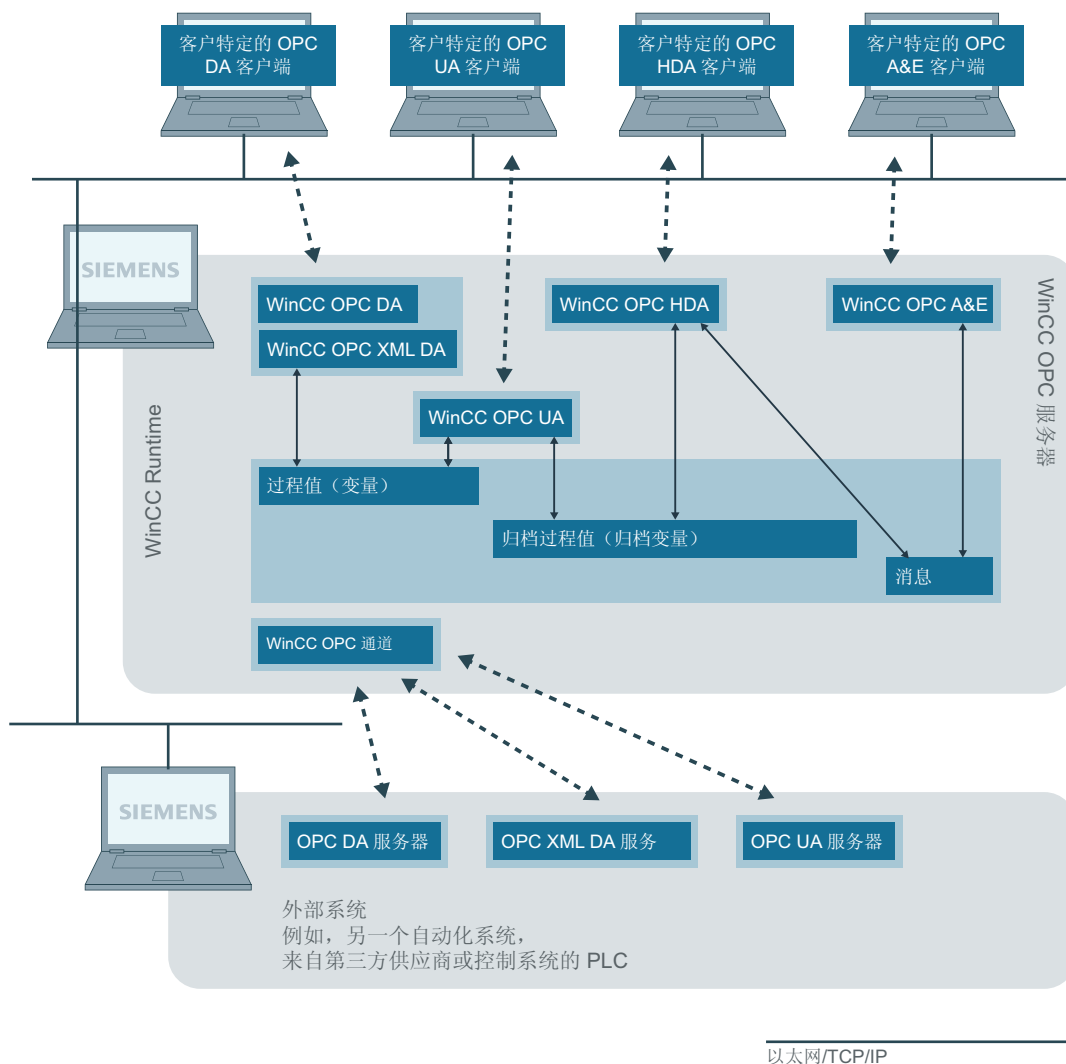 客户特定的 OPC
DA 客户端
客户特定的 OPC
UA 客户端
客户特定的 OPC
HDA 客户端
客户特定的 OPC
A&E 客户端
SIEMENS
WinCC OPC DA
WinCC OPC XML DA
WinCC OPC HDA
WinCC OPC A&E
WinCC OPC 服务器
WinCC OPC UA
WinCC Runtime
过程值（变量）
归档过程值（归档变量）
消息
WinCC OPC 通道
SIEMENS
OPC DA 服务器
OPC XML DA 服务
OPC UA 服务器
外部系统
例如，另一个自动化系统，
来自第三方供应商或控制系统的 PLC
以太网/TCP/IP